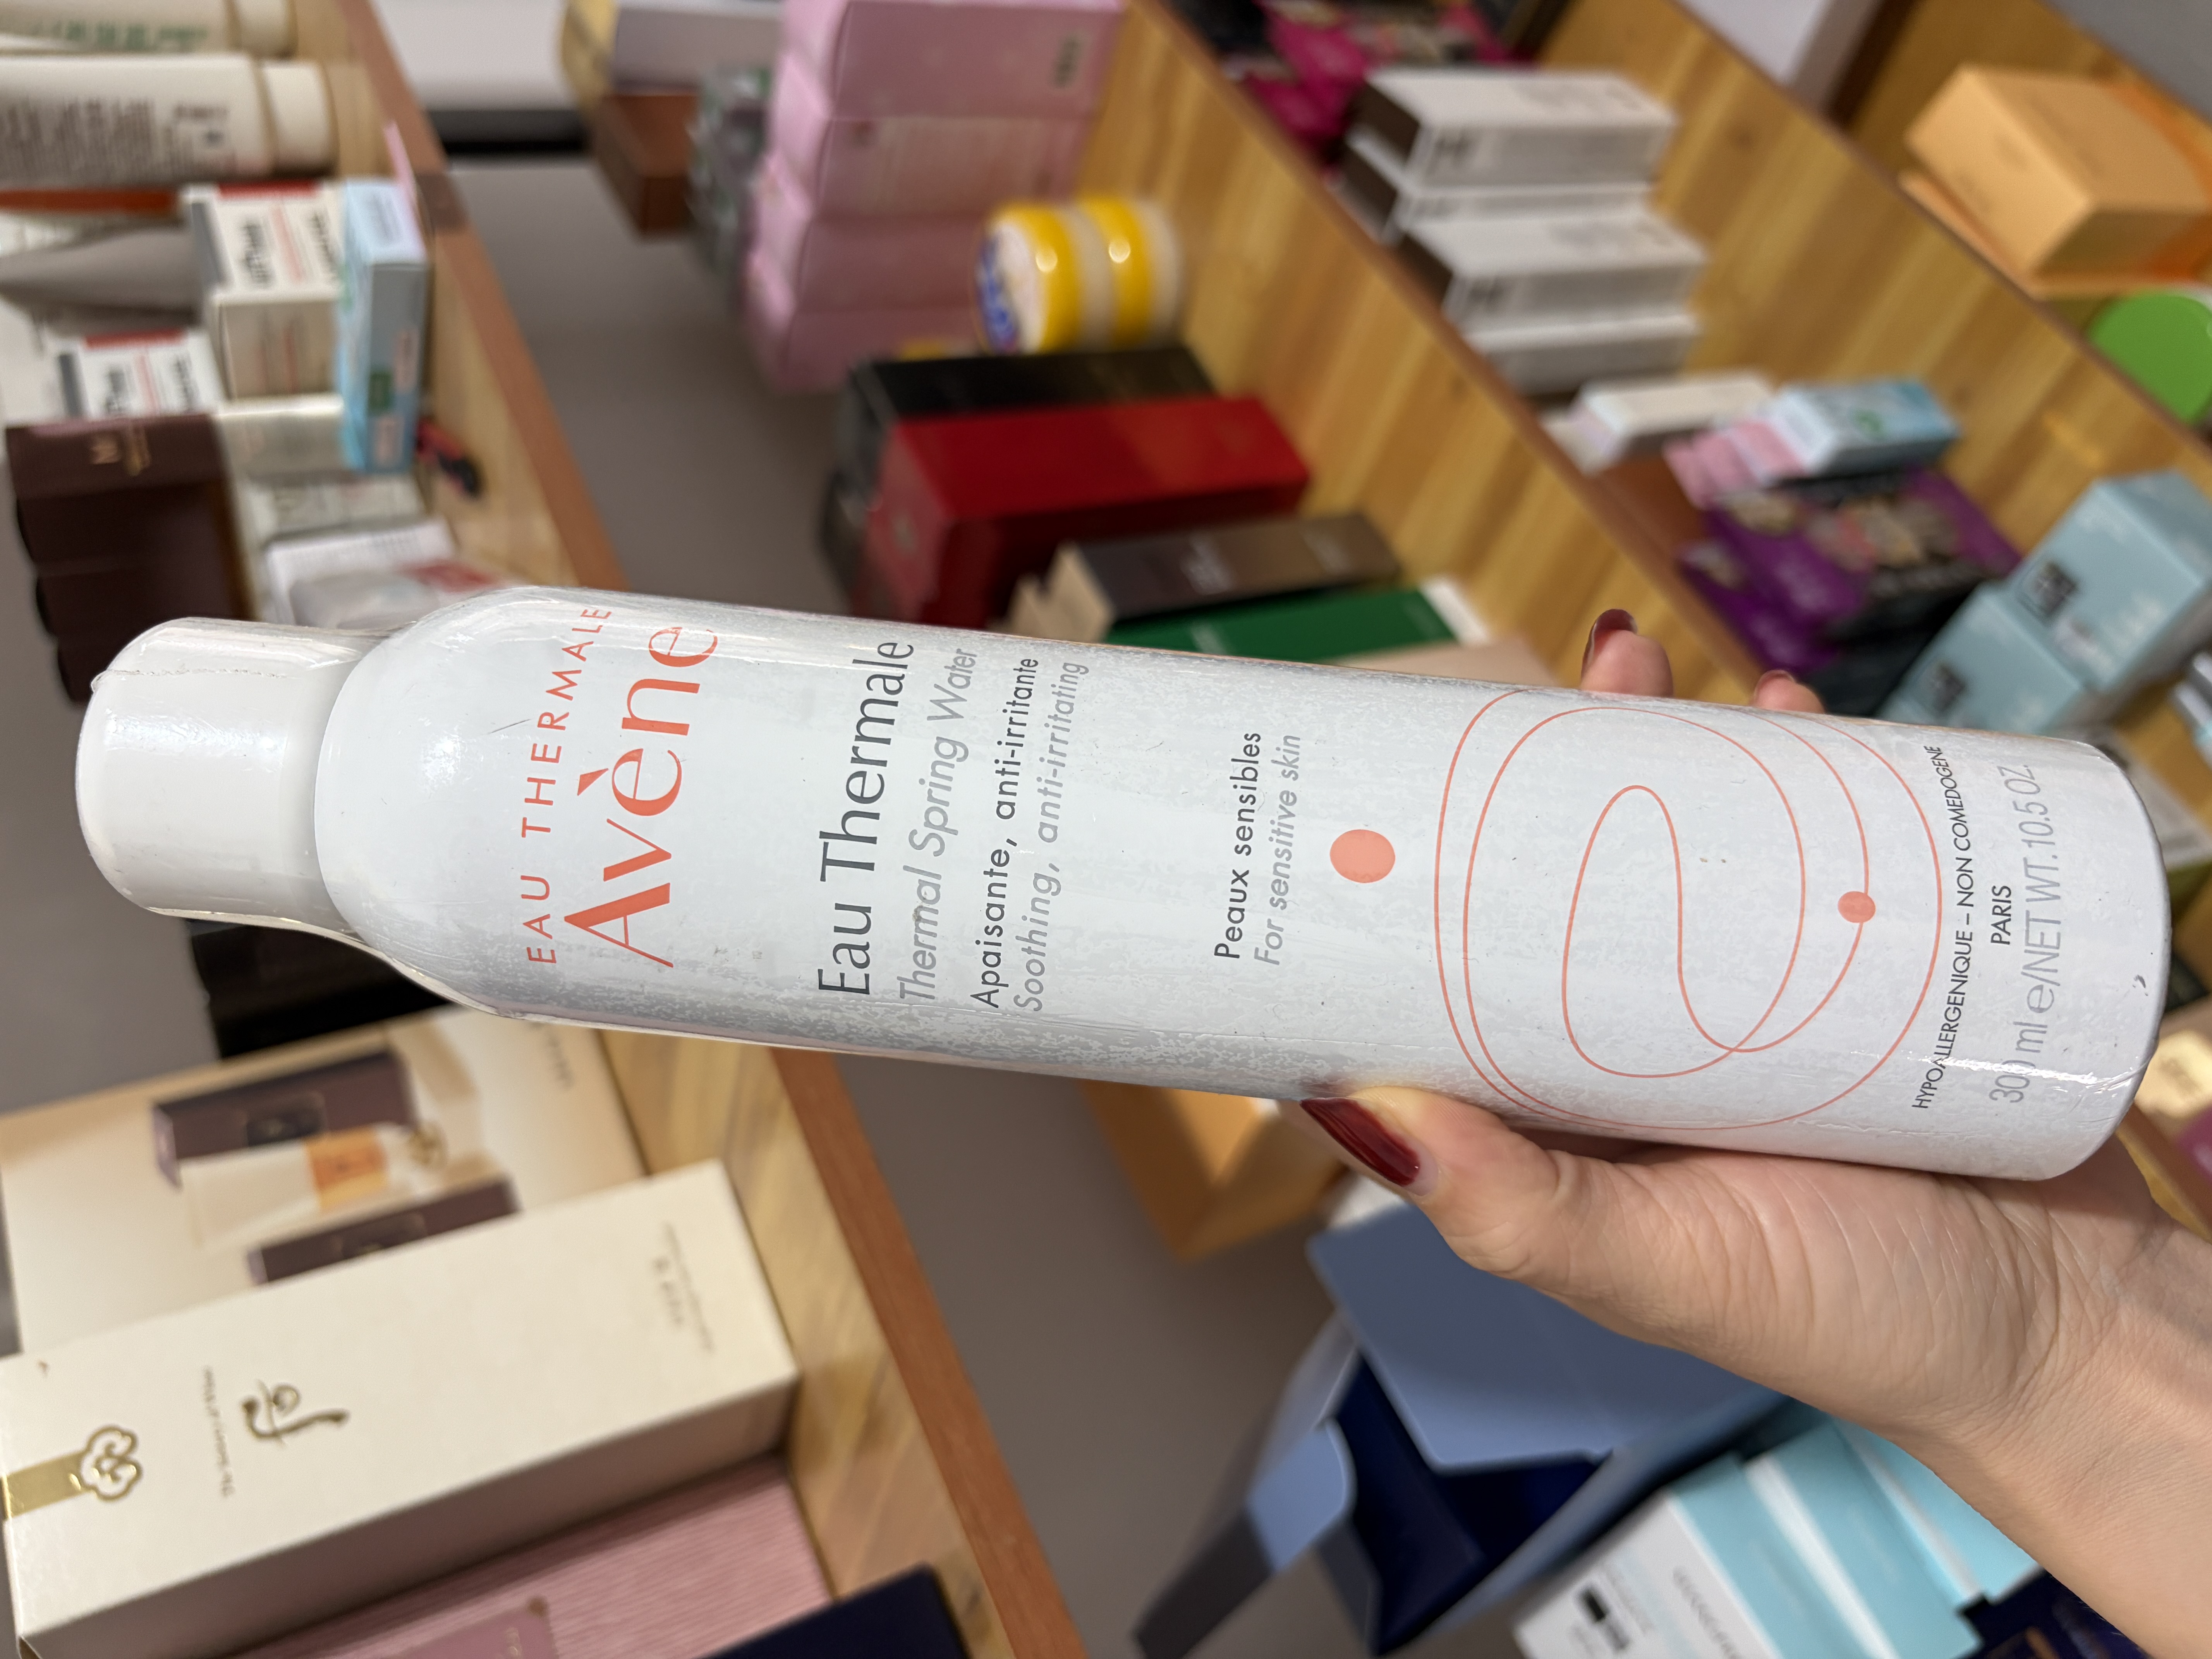 EAU THERMALE
Avène
Eau Thermale
Thermal Spring Water
Apaisante, anti-irritante
Soothing, anti-irritating
Peaux sensibles
For sensitive skin
HYPOALLERGENIQUE – NON COMEDOGENE
PARIS
300 ml e/NET WT. 10.5 OZ.
후